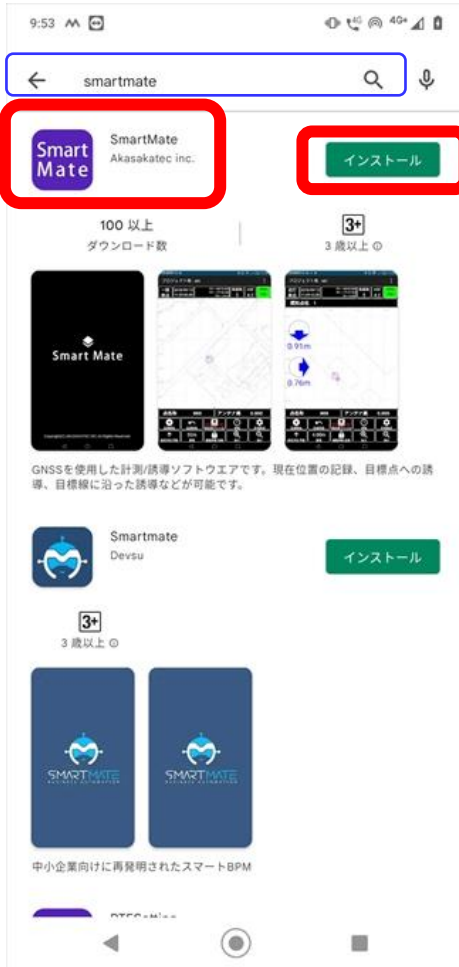 9:53
4G 4G+
smartmate
Smart
Mate
SmartMate
Akasakatec inc.
インストール
100 以上
ダウンロード数
3+
3 歳以上
Smart Mate
0.91m
0.76m
GNSSを使用した計測/誘導ソフトウエアです。現在位置の記録、目標点への誘
導、目標線に沿った誘導などが可能です。
Smartmate
Devsu
インストール
3+
3 歳以上
SMARTMATE
BUSINESS AUTOMATION
SMARTMATE
BUSINESS AUTOMATION
中小企業向けに再発明されたスマートBPM